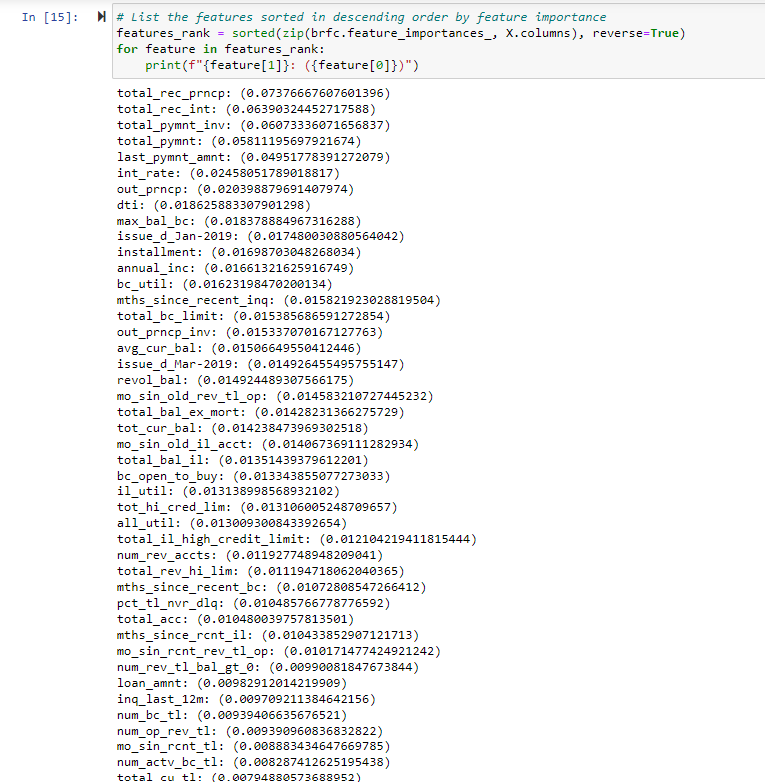 In [15]:
# List the features sorted in descending order by feature importance
features_rank = sorted(zip(brfc.feature_importances_, X.columns), reverse=True)
for feature in features_rank:
    print(f"{feature[1]}: ({feature[0]})")
total_rec_prncp: (0.07376667607601396)
total_rec_int: (0.06390324452717588)
total_pymnt_inv: (0.06073336071656837)
total_pymnt: (0.05811195697921674)
last_pymnt_amnt: (0.04951778391272079)
int_rate: (0.02458051789018817)
out_prncp: (0.020398879691407974)
dti: (0.018625883307901298)
max_bal_bc: (0.018378884967316288)
issue_d_Jan-2019: (0.017480030880564042)
installment: (0.01698703048268034)
annual_inc: (0.01661321625916749)
bc_util: (0.01623198470200134)
mths_since_recent_inq: (0.015821923028819504)
total_bc_limit: (0.015385686591272854)
out_prncp_inv: (0.015337070167127763)
avg_cur_bal: (0.01506649550412446)
issue_d_Mar-2019: (0.014926455495755147)
revol_bal: (0.014924489307566175)
mo_sin_old_rev_tl_op: (0.014583210727445232)
total_bal_ex_mort: (0.01428231366275729)
tot_cur_bal: (0.014238473969302518)
mo_sin_old_il_acct: (0.014067369111282934)
total_bal_il: (0.01351439379612201)
bc_open_to_buy: (0.013343855077273033)
il_util: (0.013138998568932102)
tot_hi_cred_lim: (0.013106005248709657)
all_util: (0.013009300843392654)
total_il_high_credit_limit: (0.012104219411815444)
num_rev_accts: (0.011927748948209041)
total_rev_hi_lim: (0.011194718062040365)
mths_since_recent_bc: (0.01072808547266412)
pct_tl_nvr_dlq: (0.010485766778776592)
total_acc: (0.010480039757813501)
mths_since_rcnt_il: (0.010433852907121713)
mo_sin_rcnt_rev_tl_op: (0.010171477424921242)
num_rev_tl_bal_gt_0: (0.00990081847673844)
loan_amnt: (0.00982912014219909)
inq_last_12m: (0.009709211384642156)
num_bc_tl: (0.00939406635676521)
num_op_rev_tl: (0.009390960836832822)
mo_sin_rcnt_tl: (0.008883434647669785)
num_actv_bc_tl: (0.008287412625195438)
total_cu_tl: (0.00794880573688952)